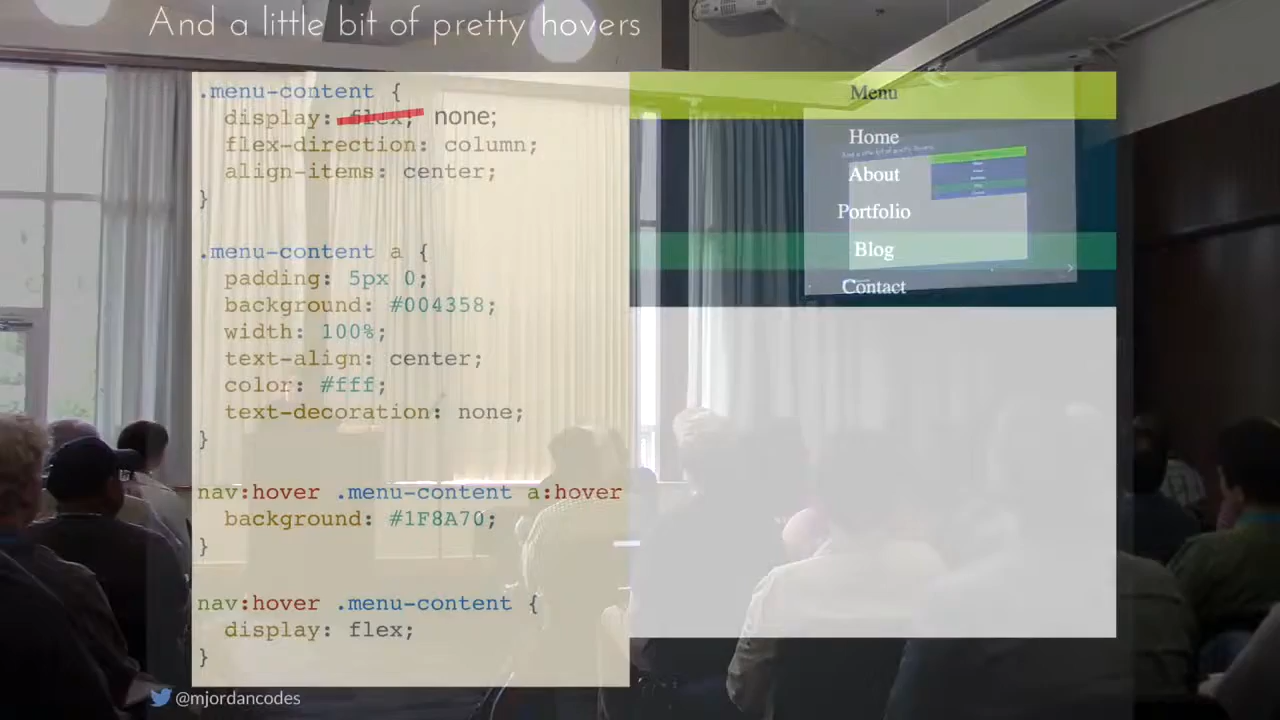 And a little bit of pretty hovers
.menu-content {
display: flex; none;
flex-direction: column;
align-items: center;
}
.menu-content a {
padding: 5px 0;
background: #004358;
width: 100%;
text-align: center;
color: #fff;
text-decoration: none;
}
nav:hover .menu-content a:hover
background: #1F8A70;
}
nav:hover .menu-content {
display: flex;
}
Menu
Home
About
Portfolio
Blog
Contact
@mjordancodes